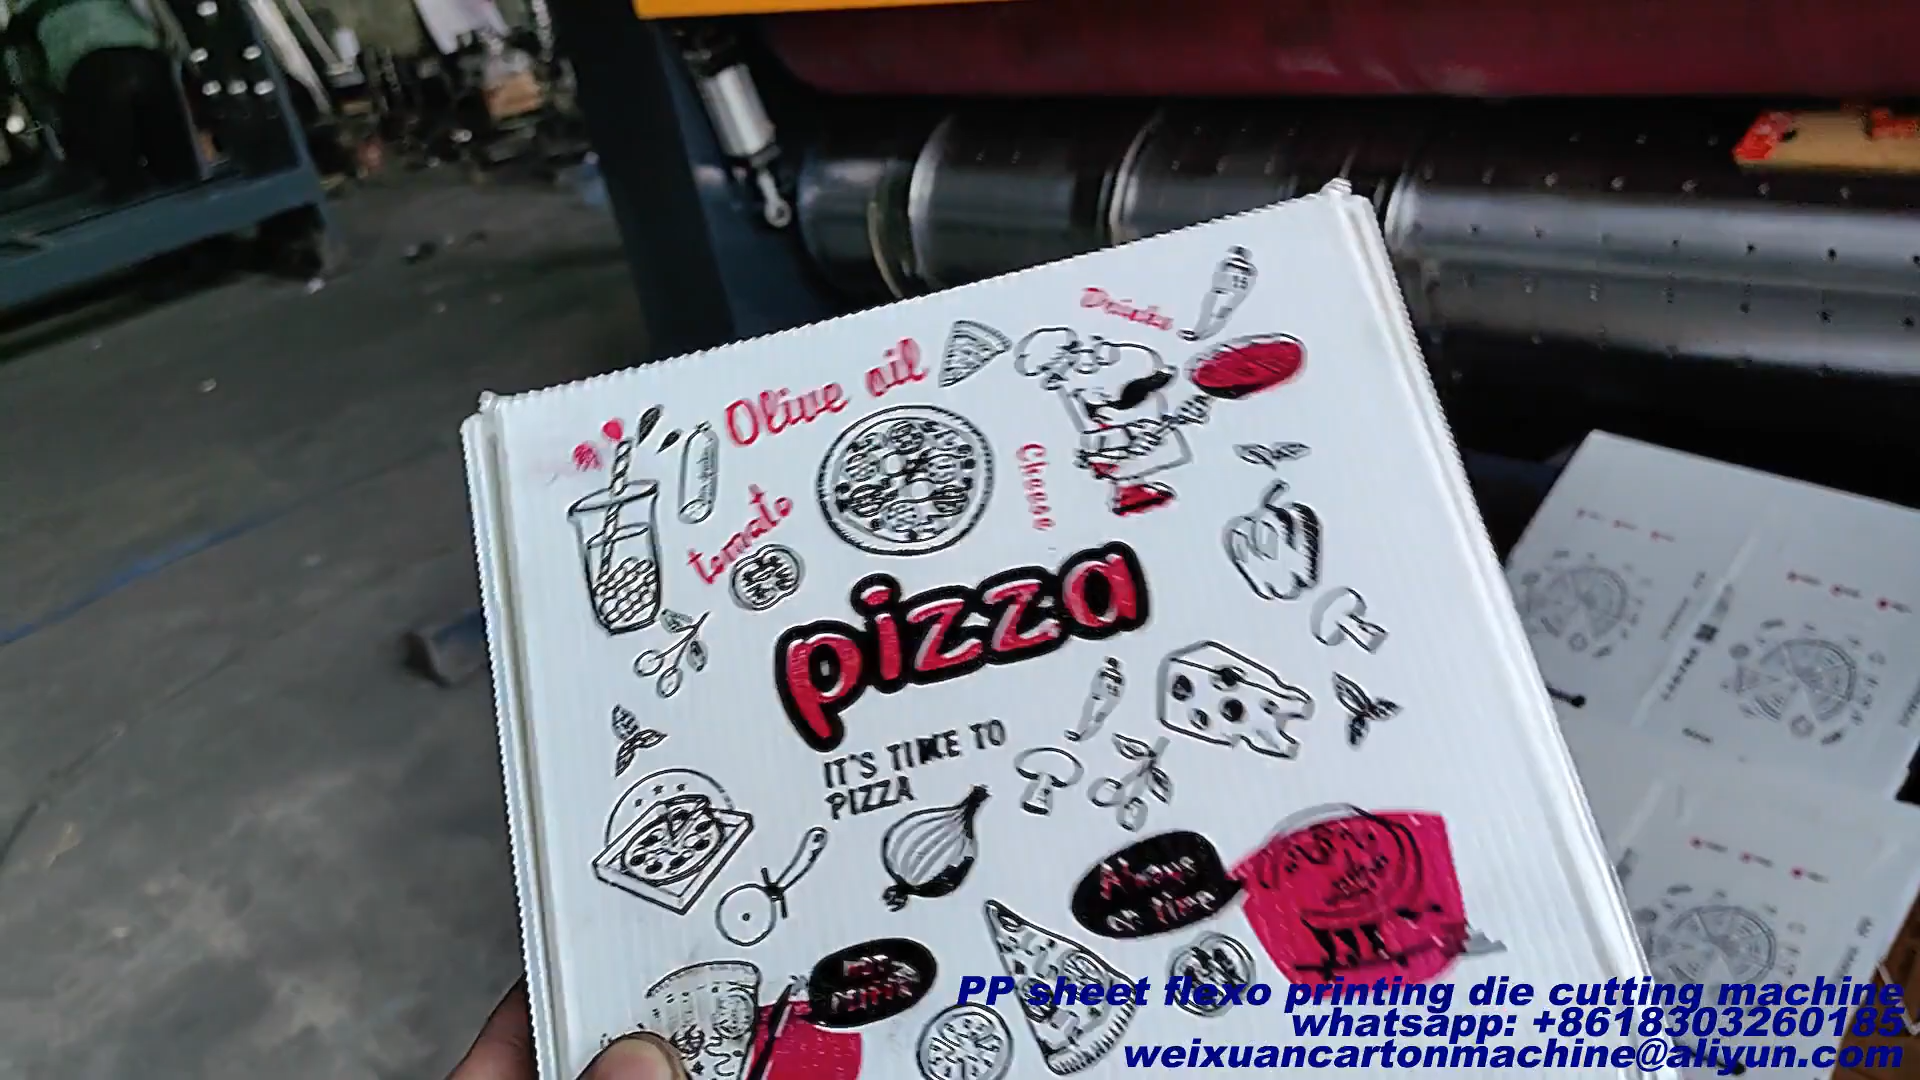 Drinks
Olive oil
Cheese
tomato
pizza
IT'S TIME TO
PIZZA
Always
on time
PP sheet flexo printing die cutting machine
whatsapp: +8618303260185
weixuancartonmachine@aliyun.com